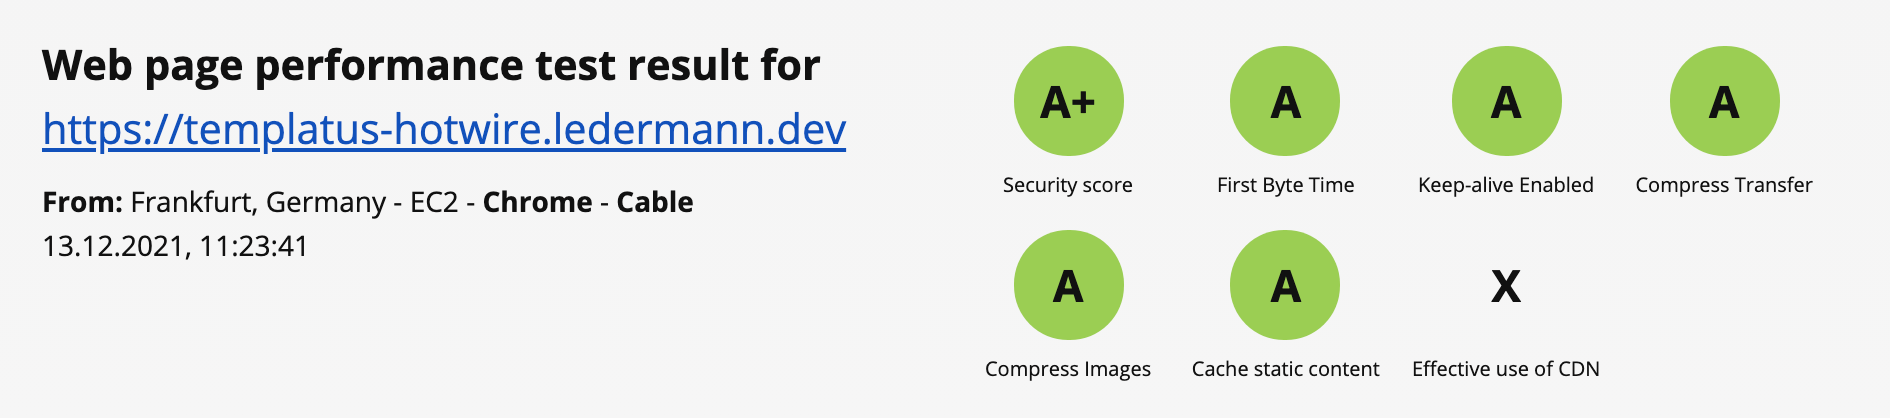 Web page performance test result for
https://templatus-hotwire.ledermann.dev
From: Frankfurt, Germany - EC2 - Chrome - Cable
13.12.2021, 11:23:41
A+ A A A
Security score First Byte Time Keep-alive Enabled Compress Transfer
A A X
Compress Images Cache static content Effective use of CDN